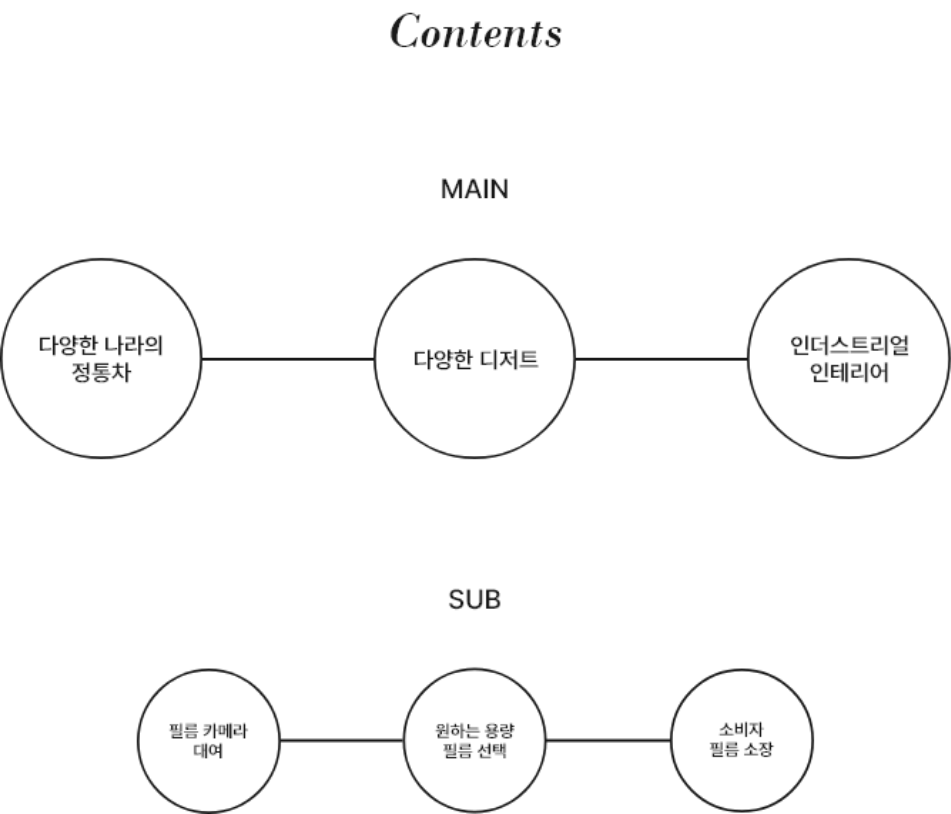 Contents
MAIN
다양한 나라의
정통차
다양한 디저트
인더스트리얼
인테리어
SUB
필름 카메라
대여
원하는 용량
필름 선택
소비자
필름 소장